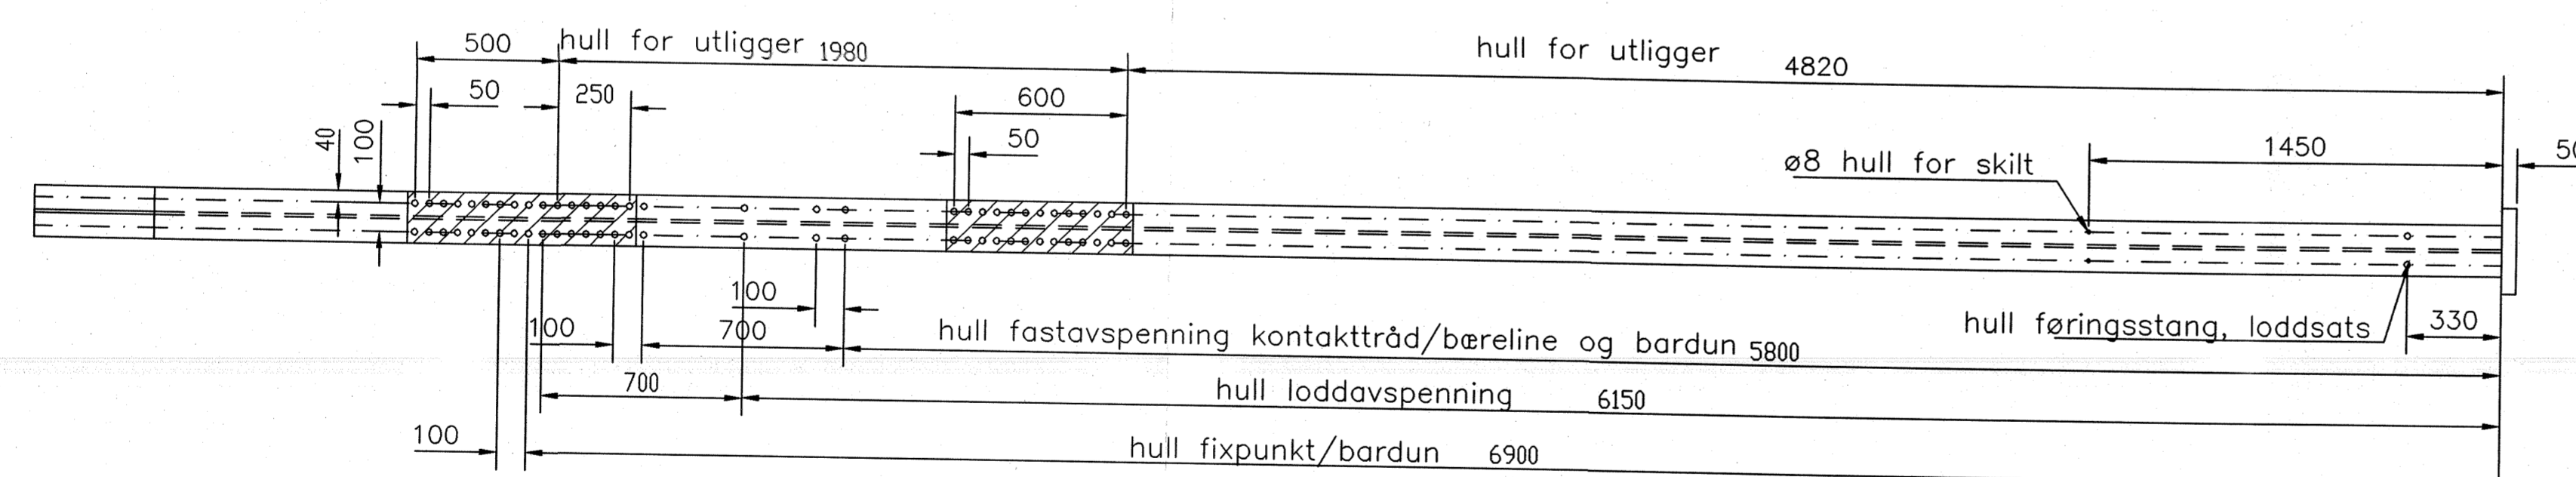 500
hull for utligger 1980
hull for utligger 4820
50
250
600
50
40
100
ø8 hull for skilt
1450
100
100
700
hull fastavspenning kontakttråd/bæreline og bardun 5800
hull føringsstang, loddsats
330
700
hull loddavspenning 6150
100
hull fixpunkt/bardun 6900